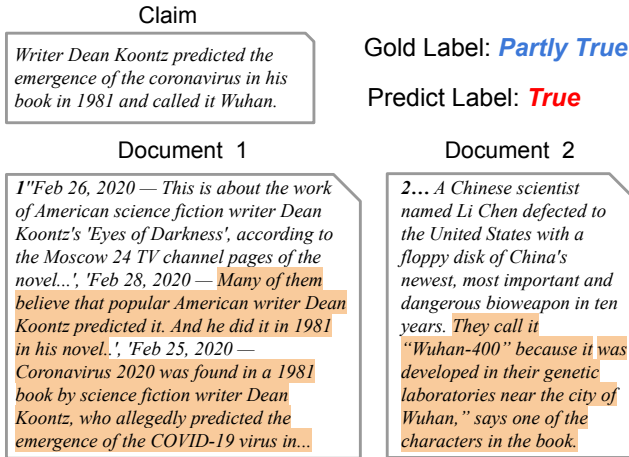 Claim
Writer Dean Koontz predicted the
emergence of the coronavirus in his
book in 1981 and called it Wuhan.
Gold Label: Partly True
Predict Label: True
Document 1
1"Feb 26, 2020 — This is about the work
of American science fiction writer Dean
Koontz's 'Eyes of Darkness', according to
the Moscow 24 TV channel pages of the
novel...', 'Feb 28, 2020 — Many of them
believe that popular American writer Dean
Koontz predicted it. And he did it in 1981
in his novel..', 'Feb 25, 2020 —
Coronavirus 2020 was found in a 1981
book by science fiction writer Dean
Koontz, who allegedly predicted the
emergence of the COVID-19 virus in...
Document 2
2… A Chinese scientist
named Li Chen defected to
the United States with a
floppy disk of China's
newest, most important and
dangerous bioweapon in ten
years. They call it
“Wuhan-400” because it was
developed in their genetic
laboratories near the city of
Wuhan,” says one of the
characters in the book.